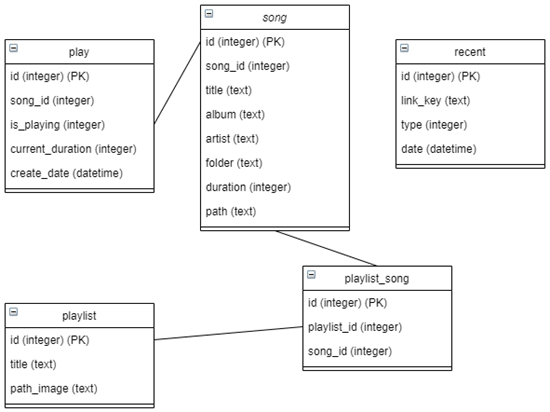 play
id (integer) (PK)
song_id (integer)
is_playing (integer)
current_duration (integer)
create_date (datetime)
song
id (integer) (PK)
song_id (integer)
title (text)
album (text)
artist (text)
folder (text)
duration (integer)
path (text)
recent
id (integer) (PK)
link_key (text)
type (integer)
date (datetime)
playlist
id (integer) (PK)
title (text)
path_image (text)
playlist_song
id (integer) (PK)
playlist_id (integer)
song_id (integer)